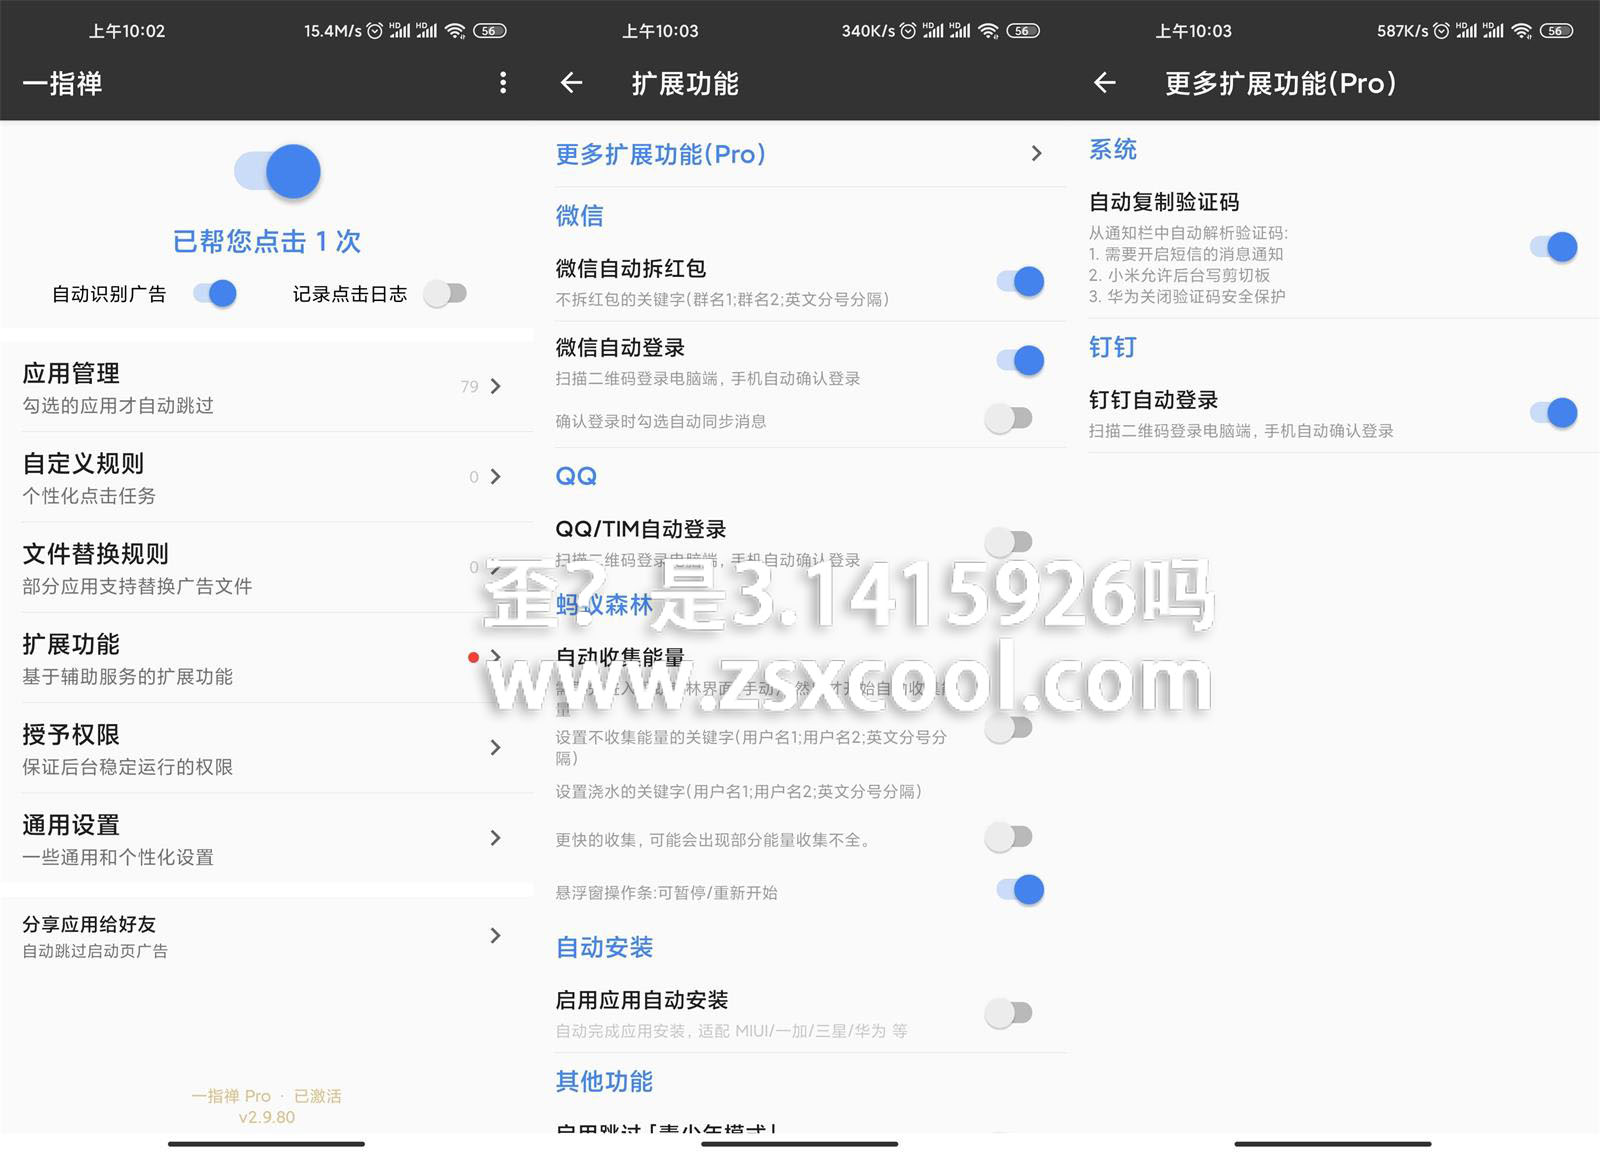 上午10:02
15.4M/s HD HD 56
一指禅
已帮您点击 1 次
自动识别广告
记录点击日志
应用管理
勾选的应用才自动跳过
79
自定义规则
个性化点击任务
0
文件替换规则
部分应用支持替换广告文件
0
扩展功能
基于辅助服务的扩展功能
授予权限
保证后台稳定运行的权限
通用设置
一些通用和个性化设置
分享应用给好友
自动跳过启动页广告
一指禅 Pro · 已激活
v2.9.80
上午10:03
340K/s HD HD 56
扩展功能
更多扩展功能(Pro)
微信
微信自动拆红包
不拆红包的关键字(群名1;群名2;英文分号分隔)
微信自动登录
扫描二维码登录电脑端, 手机自动确认登录
确认登录时勾选自动同步消息
QQ
QQ/TIM自动登录
扫描二维码登录电脑端, 手机自动确认登录
蚂蚁森林
自动收集能量
林界面
手动
然
才开始自动收集能
量
设置不收集能量的关键字(用户名1;用户名2;英文分号分
隔)
设置浇水的关键字(用户名1;用户名2;英文分号分隔)
更快的收集, 可能会出现部分能量收集不全。
悬浮窗操作条:可暂停/重新开始
自动安装
启用应用自动安装
自动完成应用安装, 适配 MIUI/一加/三星/华为 等
其他功能
启用跳过「青少年模式」
上午10:03
587K/s HD HD 56
更多扩展功能(Pro)
系统
自动复制验证码
从通知栏中自动解析验证码:
1. 需要开启短信的消息通知
2. 小米允许后台写剪切板
3. 华为关闭验证码安全保护
钉钉
钉钉自动登录
扫描二维码登录电脑端, 手机自动确认登录
歪? 是3.1415926吗
www.zsxcool.com